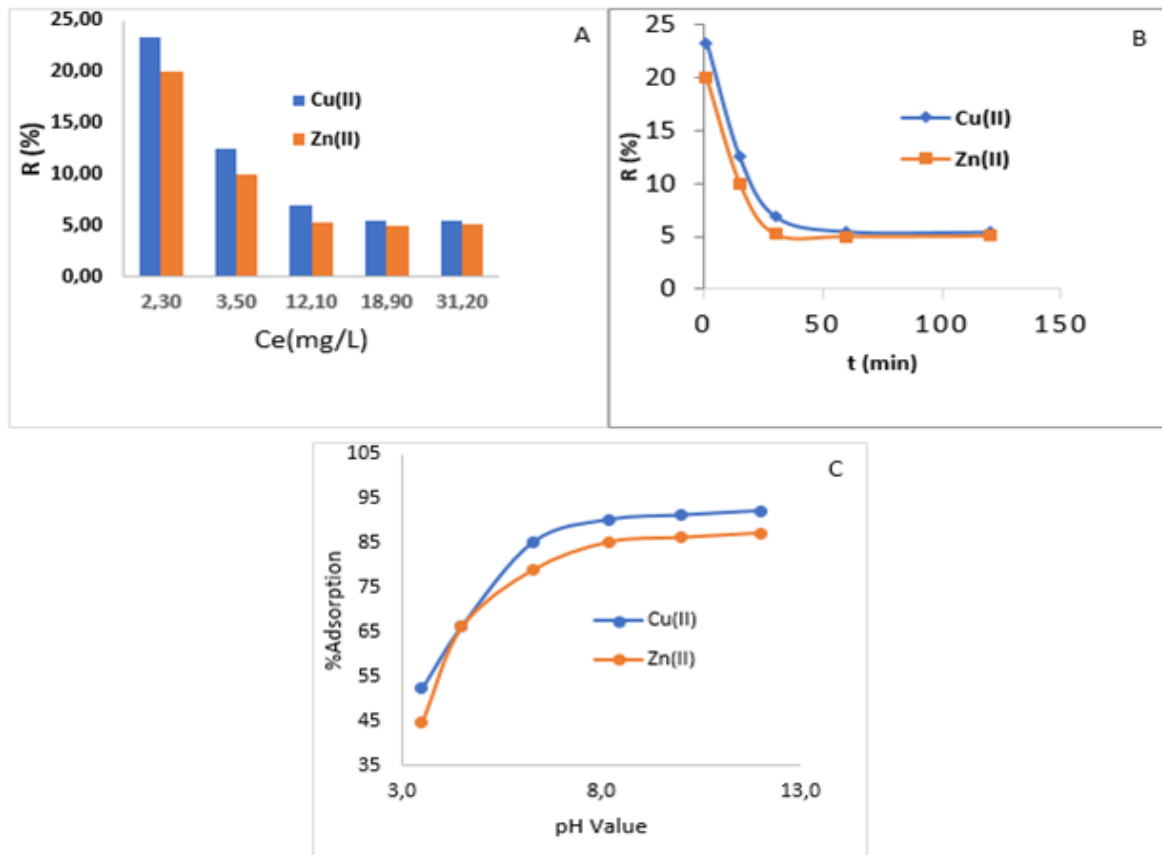 A
25,00
20,00
15,00
10,00
5,00
0,00
R (%)
Cu(II)
Zn(II)
2,30 3,50 12,10 18,90 31,20
Ce(mg/L)
B
25
20
15
10
5
0
R (%)
Cu(II)
Zn(II)
0 50 100 150
t (min)
C
105
95
85
75
65
55
45
35
%Adsorption
Cu(II)
Zn(II)
3,0 8,0 13,0
pH Value